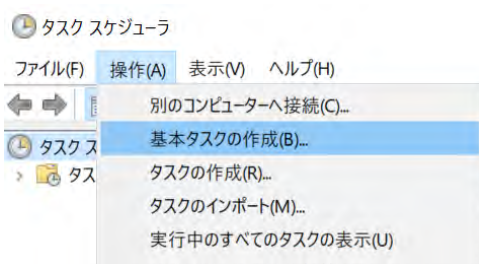 タスク スケジューラ
ファイル(F) 操作(A) 表示(V) ヘルプ(H)
別のコンピューターへ接続(C)...
基本タスクの作成(B)...
タスク ス
タスクの作成(R)...
タス
タスクのインポート(M)...
実行中のすべてのタスクの表示(U)